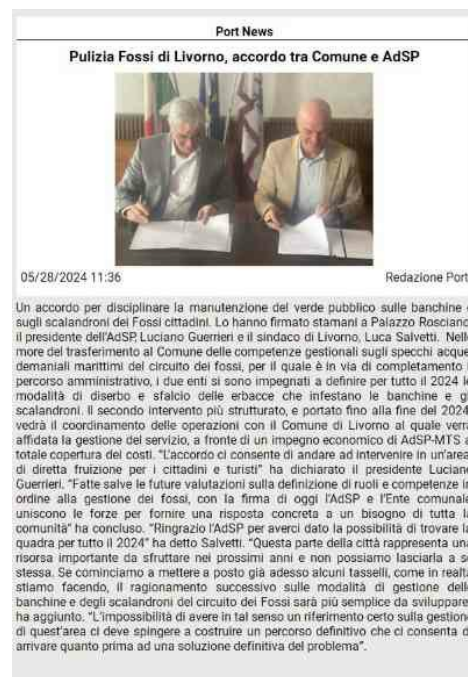 Port News
Pulizia Fossi di Livorno, accordo tra Comune e AdSP
05/28/2024 11:36
Redazione Port
Un accordo per disciplinare la manutenzione del verde pubblico sulle banchine e
sugli scalandroni dei Fossi cittadini. Lo hanno firmato stamani a Palazzo Rosciano
il presidente dell'AdSP, Luciano Guerrieri e il sindaco di Livorno, Luca Salvetti. Nelle
more del trasferimento al Comune delle competenze gestionali sugli specchi acquei
demaniali marittimi del circuito dei fossi, per il quale è in via di completamento il
percorso amministrativo, i due enti si sono impegnati a definire per tutto il 2024 le
modalità di diserbo e sfalcio delle erbacce che infestano le banchine e gli
scalandroni. Il secondo intervento più strutturato, e portato fino alla fine del 2024,
vedrà il coordinamento delle operazioni con il Comune di Livorno al quale verrà
affidata la gestione del servizio, a fronte di un impegno economico di AdSP-MTS a
totale copertura dei costi. “L'accordo ci consente di andare ad intervenire in un'area
di diretta fruizione per i cittadini e turisti” ha dichiarato il presidente Luciano
Guerrieri. “Fatte salve le future valutazioni sulla definizione di ruoli e competenze in
ordine alla gestione dei fossi, con la firma di oggi l'AdSP e l'Ente comunale
uniscono le forze per fornire una risposta concreta a un bisogno di tutta la
comunità” ha concluso. “Ringrazio l'AdSP per averci dato la possibilità di trovare la
quadra per tutto il 2024” ha detto Salvetti. “Questa parte della città rappresenta una
risorsa importante da sfruttare nei prossimi anni e non possiamo lasciarla a se
stessa. Se cominciamo a mettere a posto già adesso alcuni tasselli, come in realtà
stiamo facendo, il ragionamento successivo sulle modalità di gestione delle
banchine e degli scalandroni del circuito dei Fossi sarà più semplice da sviluppare”
ha aggiunto. “L'impossibilità di avere in tal senso un riferimento certo sulla gestione
di quest'area ci deve spingere a costruire un percorso definitivo che ci consenta di
arrivare quanto prima ad una soluzione definitiva del problema”.